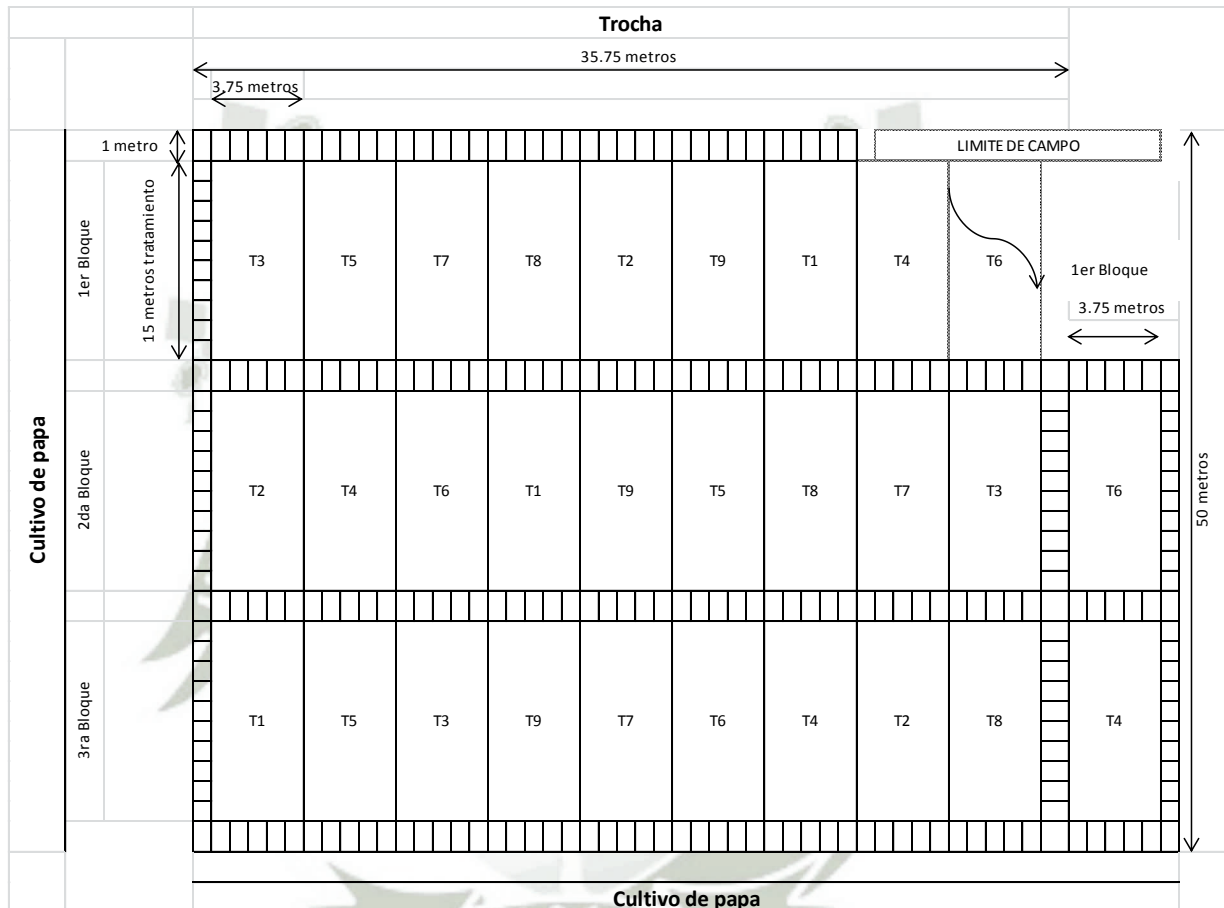 Trocha
35.75 metros
3.75 metros
1 metro
LIMITE DE CAMPO
1er Bloque
15 metros tratamiento
T3 T5 T7 T8 T2 T9 T1 T4 T6
1er Bloque
3.75 metros
Cultivo de papa
2da Bloque
T2 T4 T6 T1 T9 T5 T8 T7 T3 T6
50 metros
3ra Bloque
T1 T5 T3 T9 T7 T6 T4 T2 T8 T4
Cultivo de papa